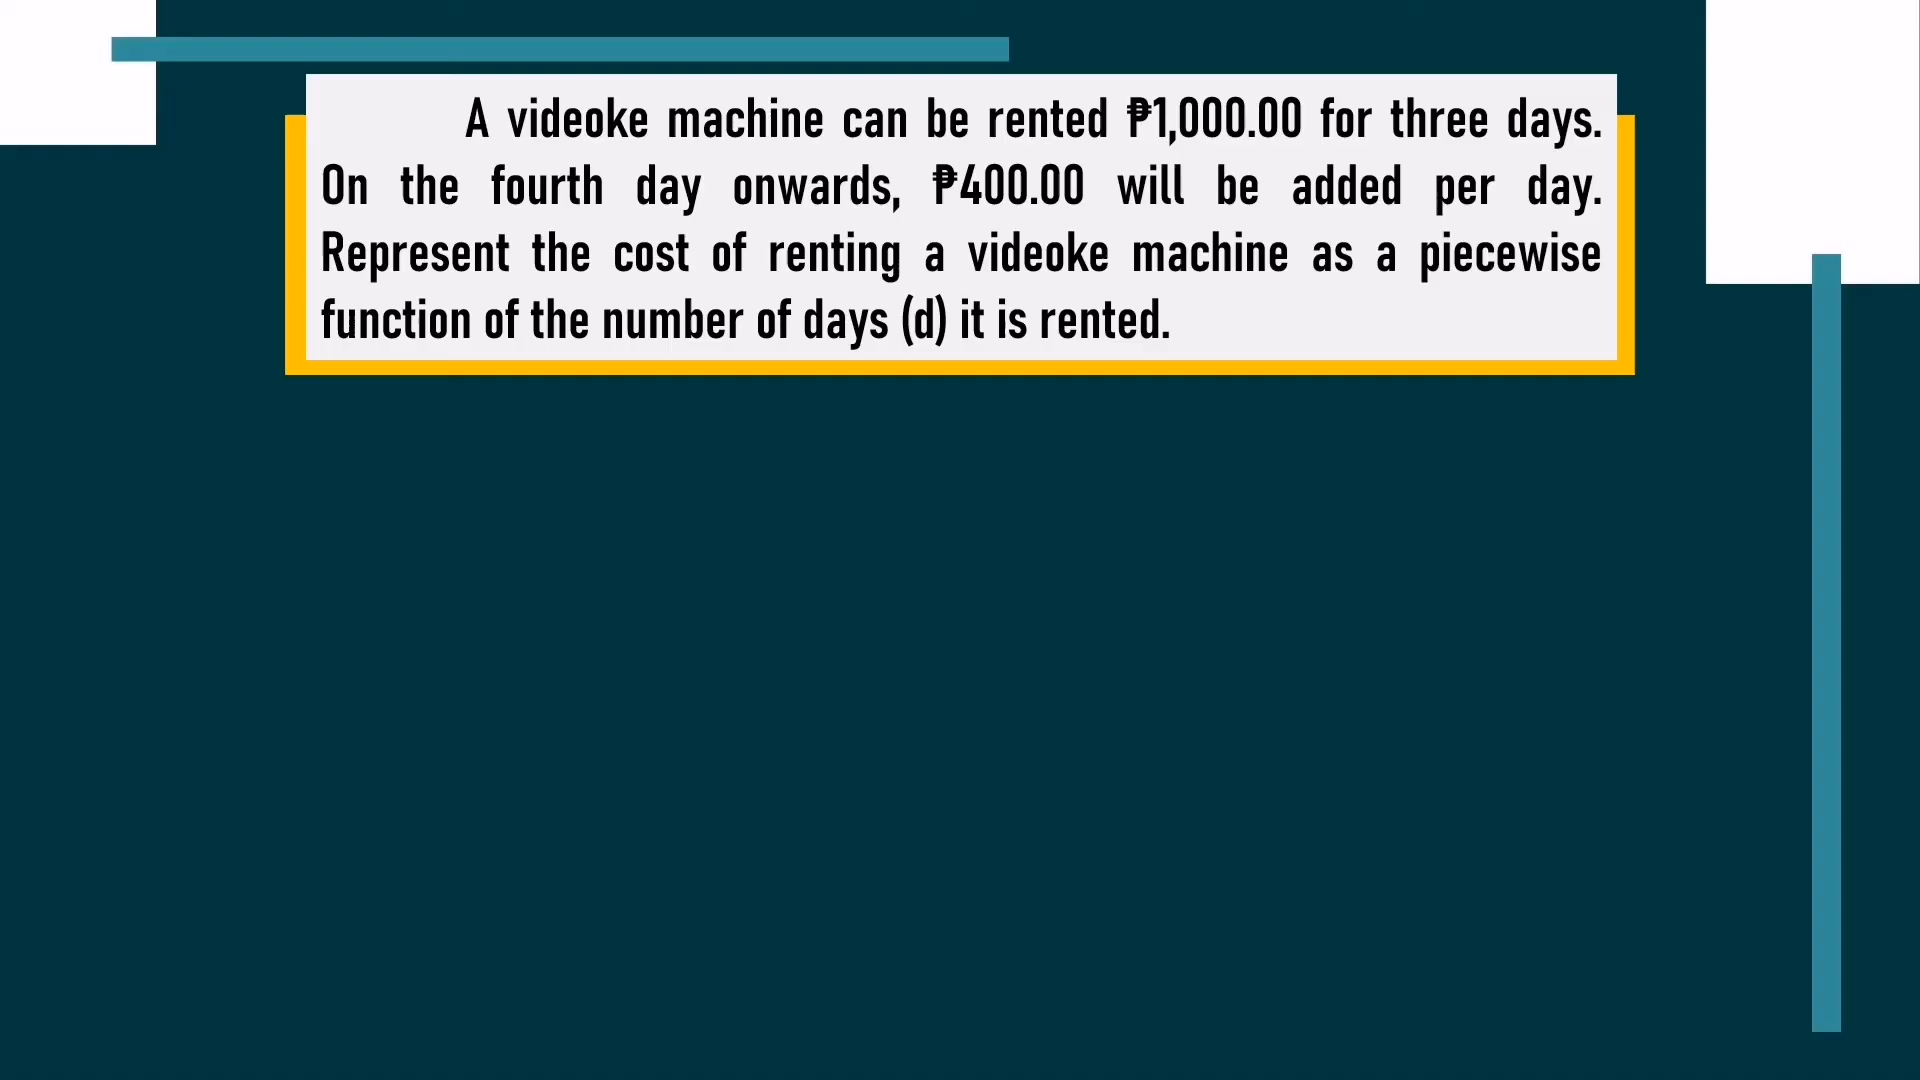 A videoke machine can be rented ₱1,000.00 for three days.
On the fourth day onwards, ₱400.00 will be added per day.
Represent the cost of renting a videoke machine as a piecewise
function of the number of days (d) it is rented.